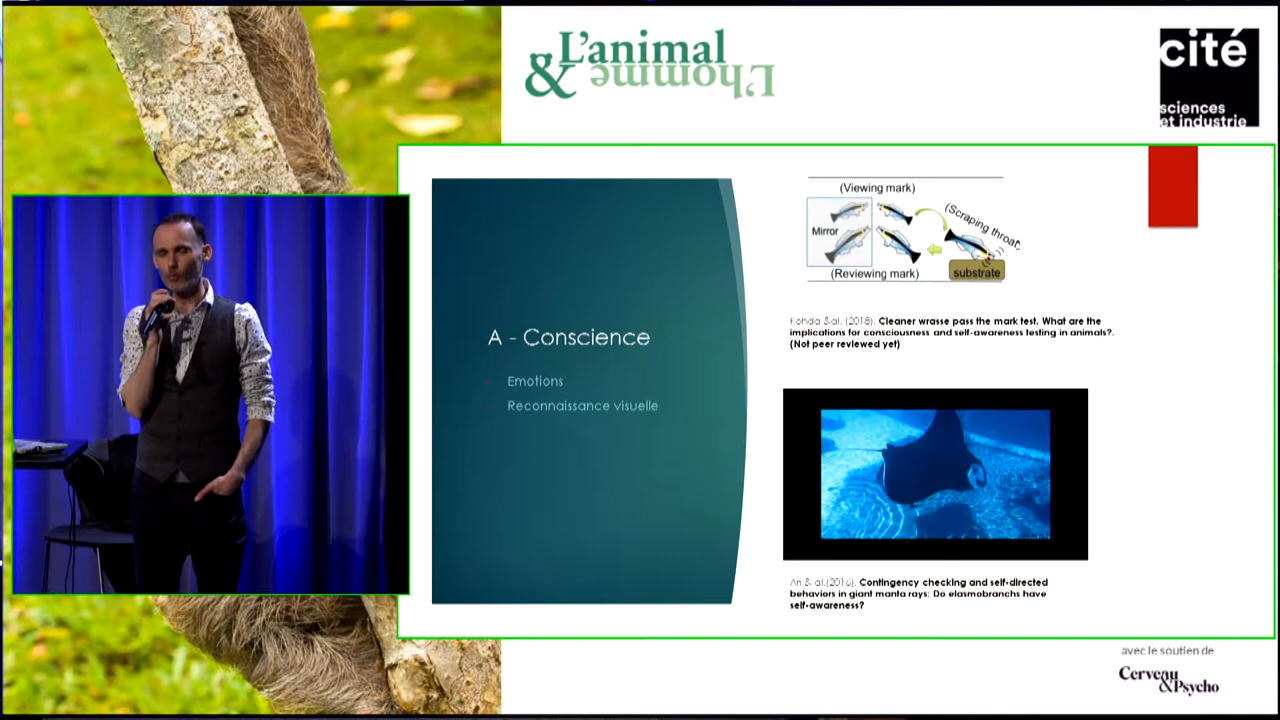 L'animal
& L'homme
cité
sciences
et industrie
(Viewing mark)
(Scraping throat)
Mirror
(Reviewing mark)
substrate
A - Conscience
Emotions
Reconnaissance visuelle
Kohda &al. (2018). Cleaner wrasse pass the mark test. What are the
implications for consciousness and self-awareness testing in animals?.
(Not peer reviewed yet)
Ari & al.(2016). Contingency checking and self-directed
behaviors in giant manta rays: Do elasmobranchs have
self-awareness?
avec le soutien de
Cerveau
&Psycho